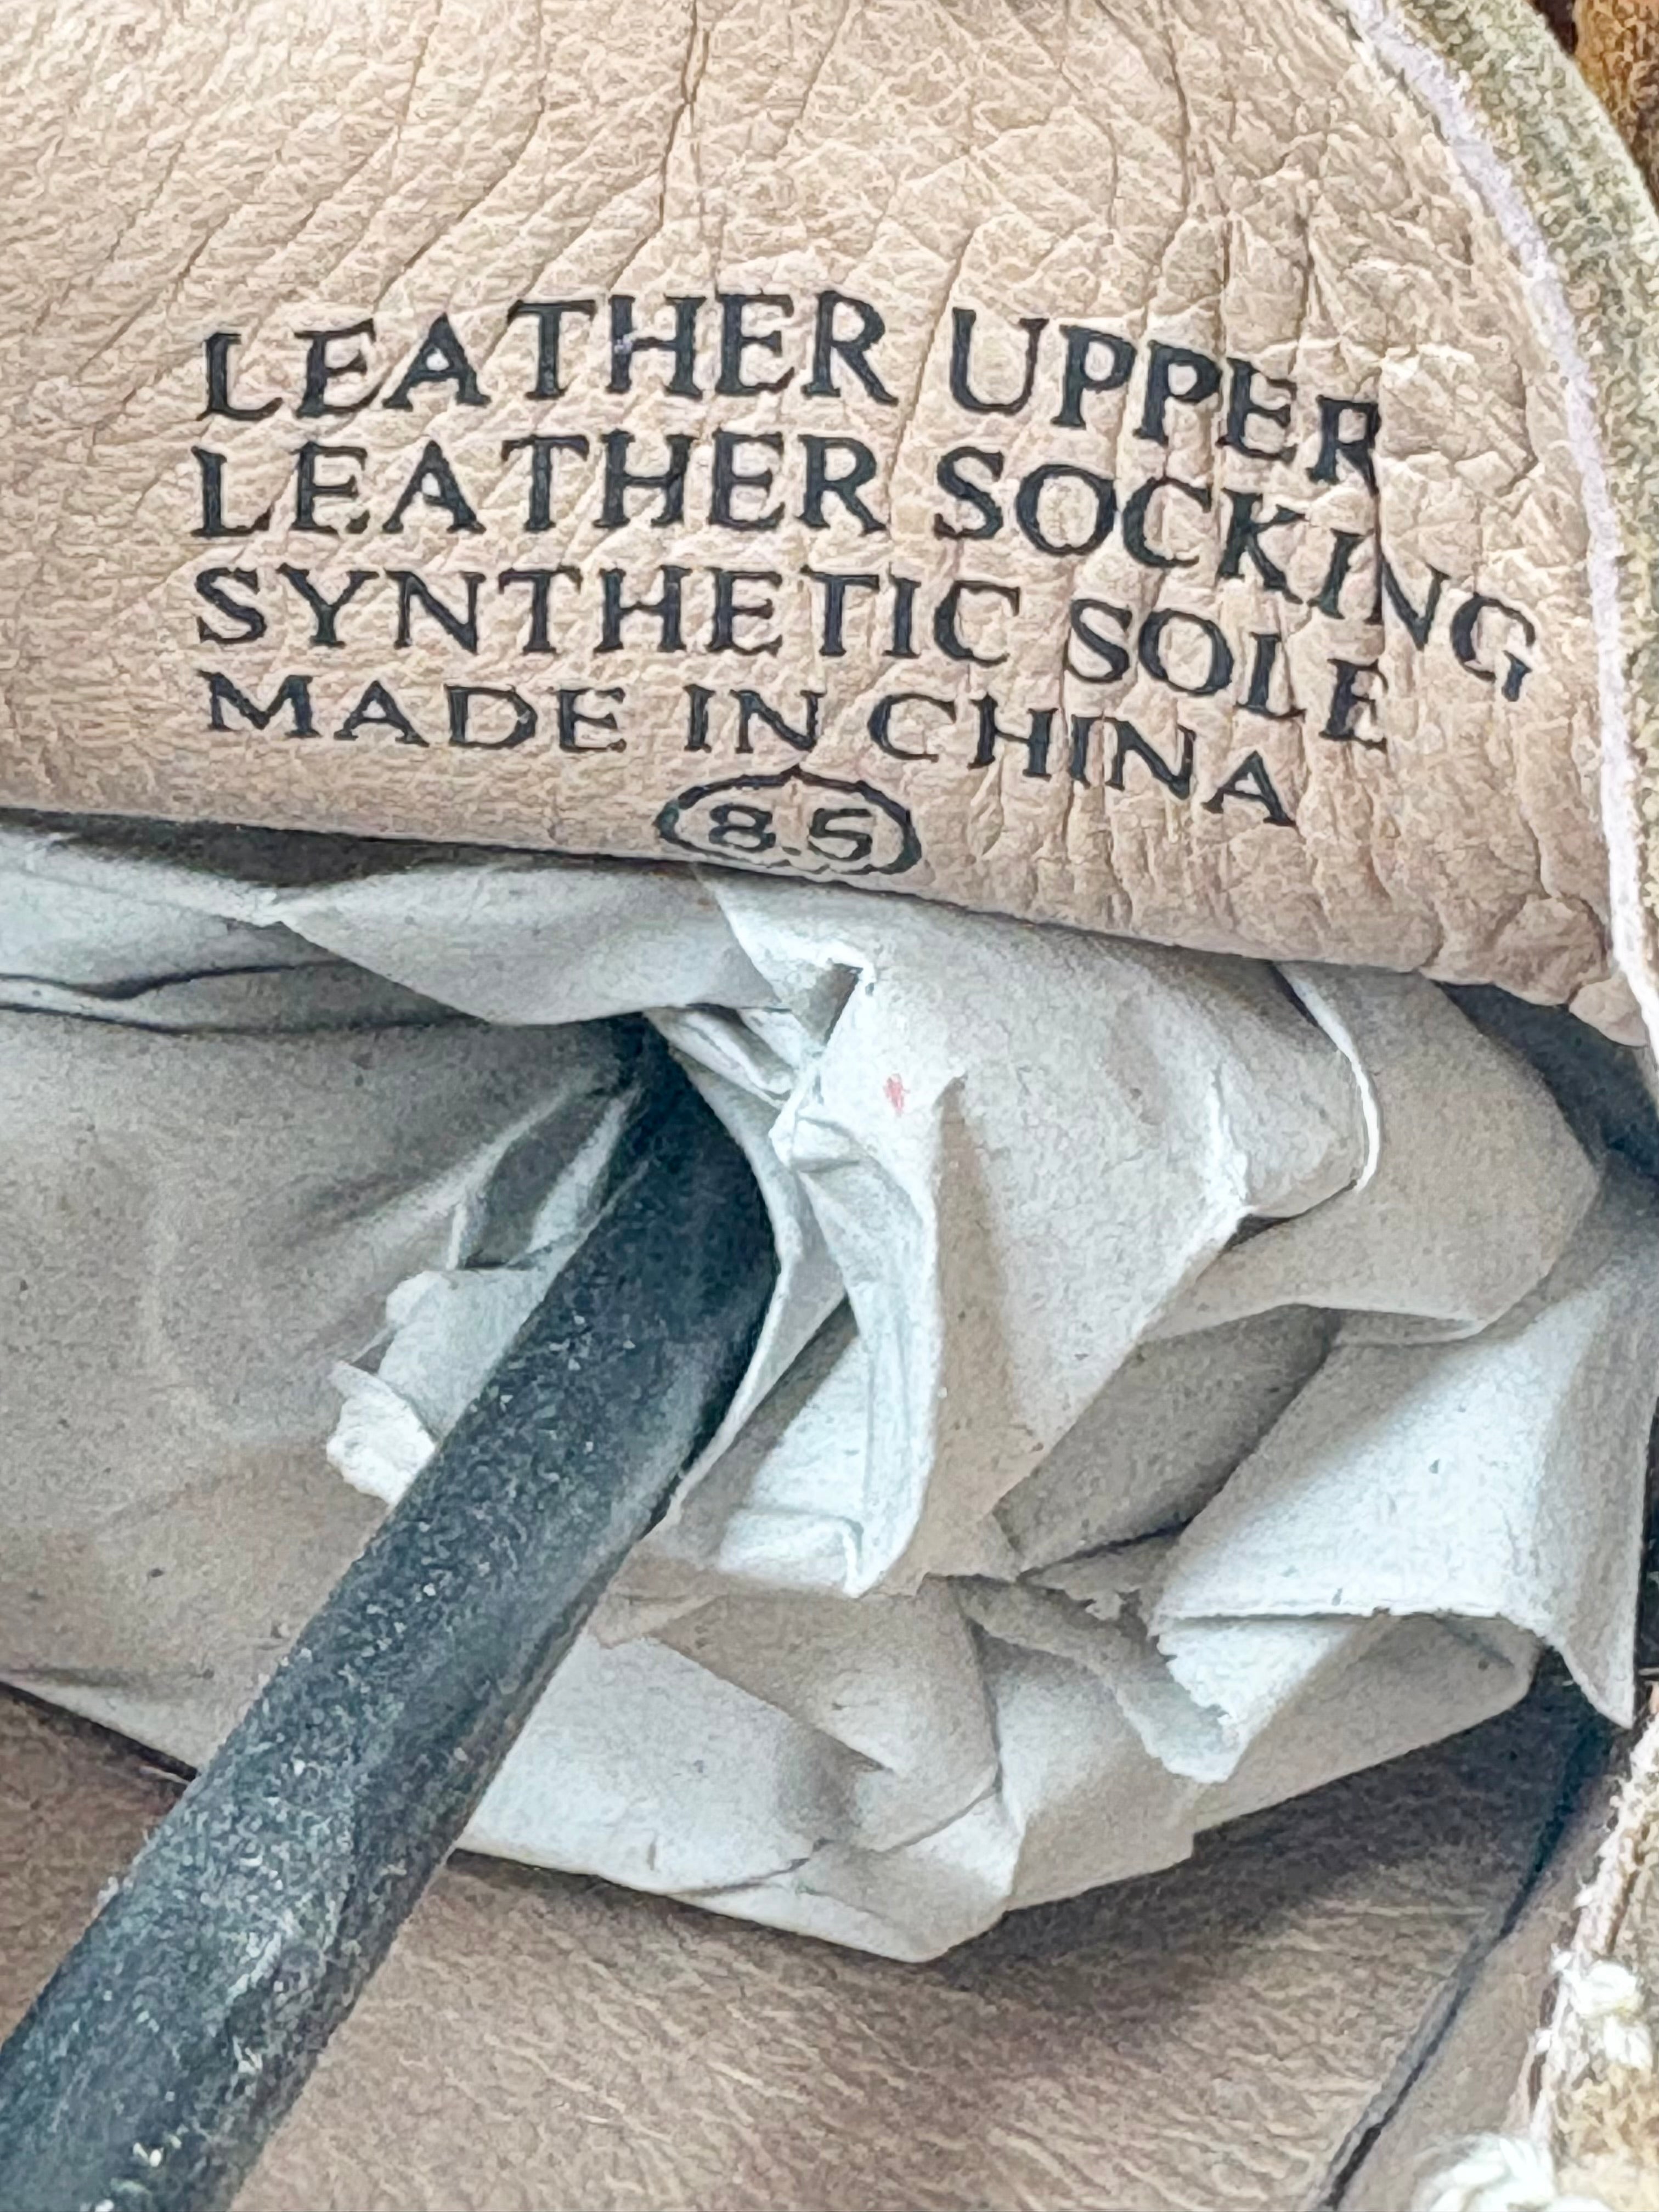 LEATHER UPPER
LEATHER SOCKING
SYNTHETIC SOLE
MADE IN CHINA
8.5